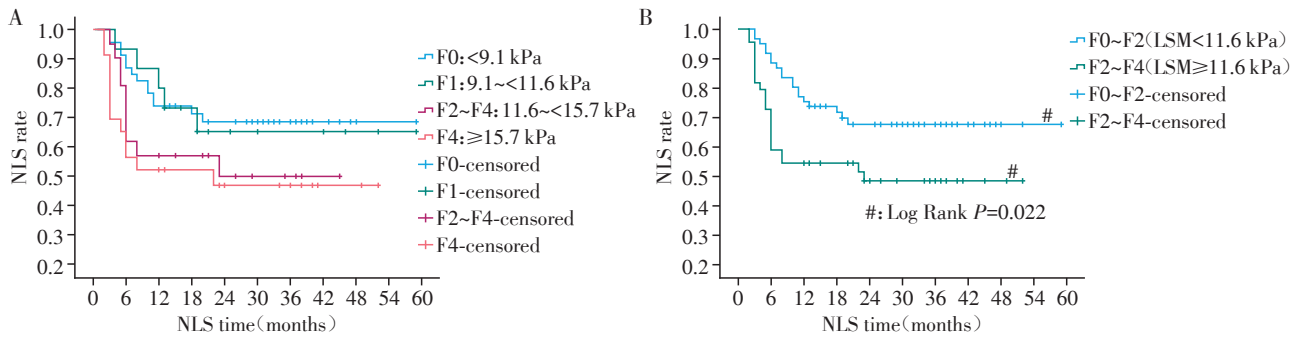 A
NLS rate
1.0
0.9
0.8
0.7
0.6
0.5
0.4
0.3
0.2
0 6 12 18 24 30 36 42 48 54 60
NLS time(months)
F0:<9.1 kPa
F1:9.1~<11.6 kPa
F2~F4:11.6~<15.7 kPa
F4:≥15.7 kPa
F0-censored
F1-censored
F2~F4-censored
F4-censored
B
NLS rate
1.0
0.9
0.8
0.7
0.6
0.5
0.4
0.3
0.2
#
#
#: Log Rank P=0.022
0 6 12 18 24 30 36 42 48 54 60
NLS time(months)
F0~F2(LSM<11.6 kPa)
F2~F4(LSM≥11.6 kPa)
F0~F2-censored
F2~F4-censored